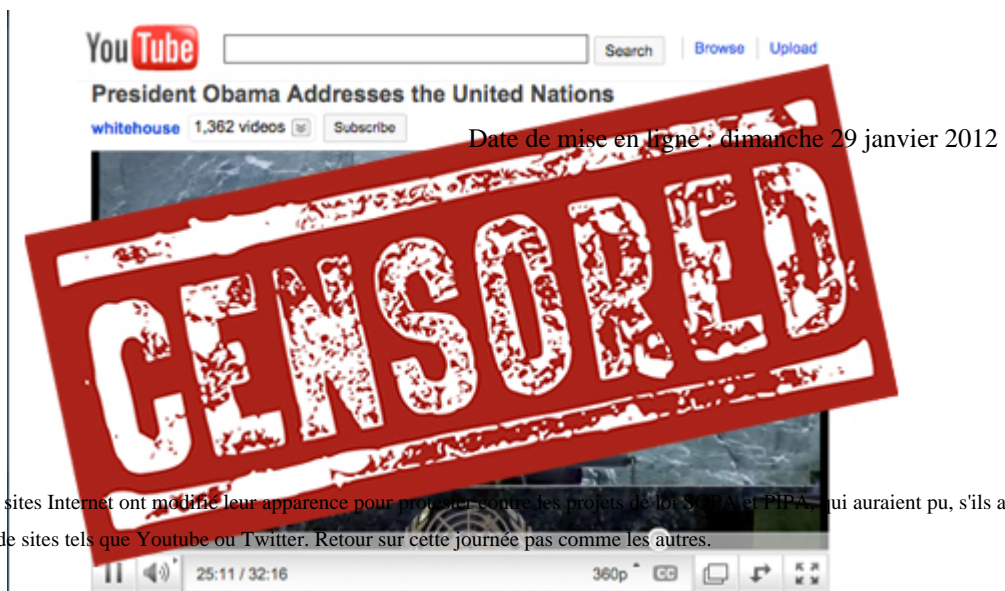 You Tube Search Browse Upload
President Obama Addresses the United Nations
whitehouse 1,362 videos Subscribe
Date de mise en ligne : dimanche 29 janvier 2012
CENSORED
sites Internet ont modifié leur apparence pour protester contre les projets de loi SOPA et PIPA, qui auraient pu, s'ils a
de sites tels que Youtube ou Twitter. Retour sur cette journée pas comme les autres.
25:11 / 32:16 360p CC